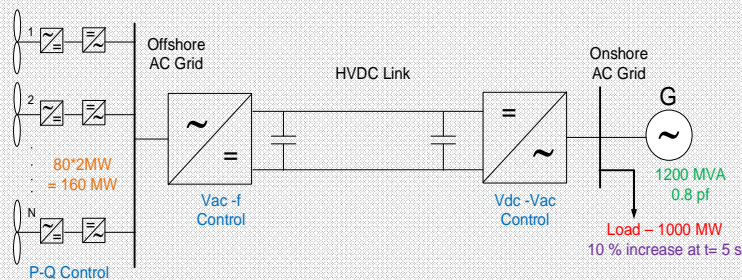 1
2
N
80*2MW
= 160 MW
P-Q Control
Offshore
AC Grid
~
=
Vac -f
Control
HVDC Link
=
~
Vdc -Vac
Control
Onshore
AC Grid
G
~
1200 MVA
0.8 pf
Load – 1000 MW
10 % increase at t= 5 s